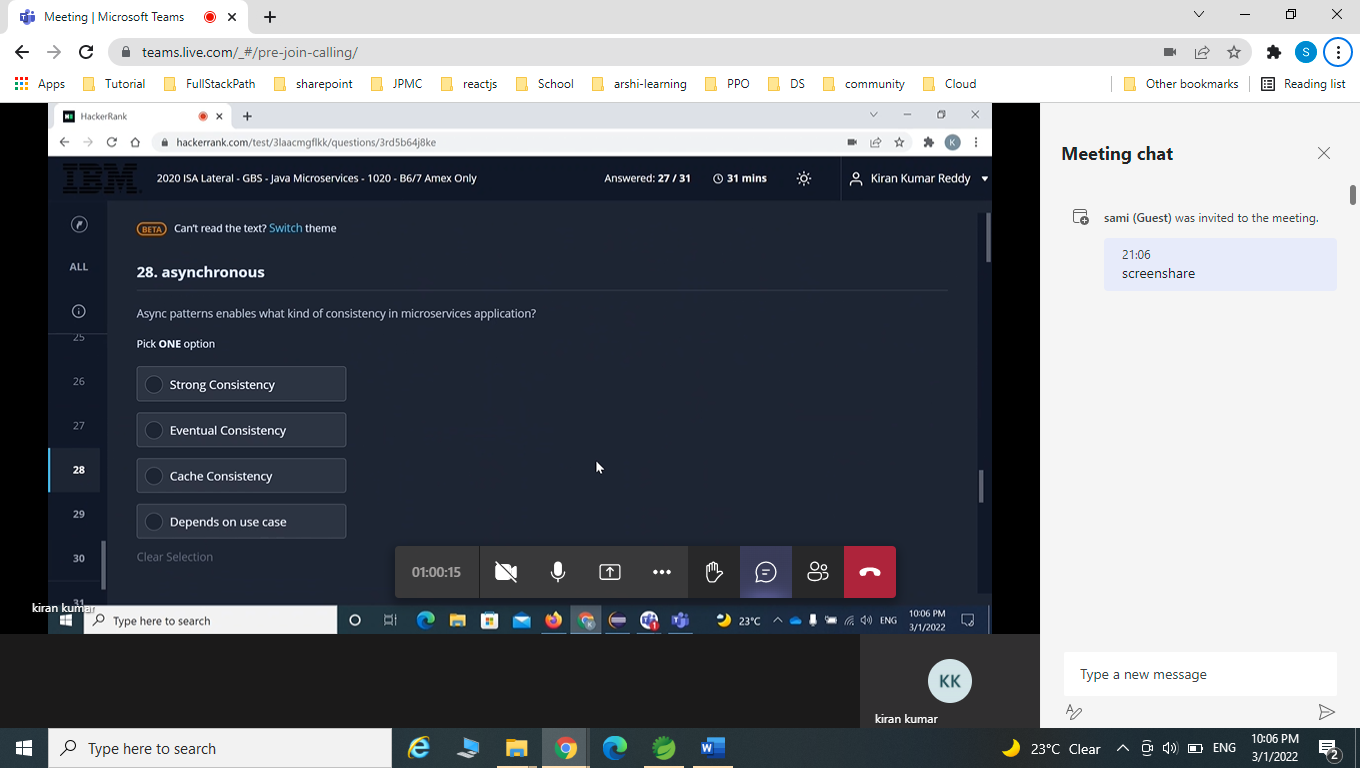 Meeting | Microsoft Teams
teams.live.com/_#/pre-join-calling/
S
Apps Tutorial FullStackPath sharepoint JPMC reactjs School arshi-learning PPO DS community Cloud Other bookmarks Reading list
HackerRank
hackerrank.com/test/3laacmgflkk/questions/3rd5b64j8ke
K
IBM 2020 ISA Lateral - GBS - Java Microservices - 1020 - B6/7 Amex Only Answered: 27 / 31 31 mins Kiran Kumar Reddy
BETA Can't read the text? Switch theme
ALL
28. asynchronous
Async patterns enables what kind of consistency in microservices application?
25
Pick ONE option
26
Strong Consistency
27
Eventual Consistency
28
Cache Consistency
29
Depends on use case
30
Clear Selection
31
01:00:15
kiran kumar
Type here to search
23°C ENG 10:06 PM
3/1/2022
KK
kiran kumar
Meeting chat
sami (Guest) was invited to the meeting.
21:06
screenshare
Type a new message
Type here to search
23°C Clear ENG 10:06 PM
3/1/2022
2